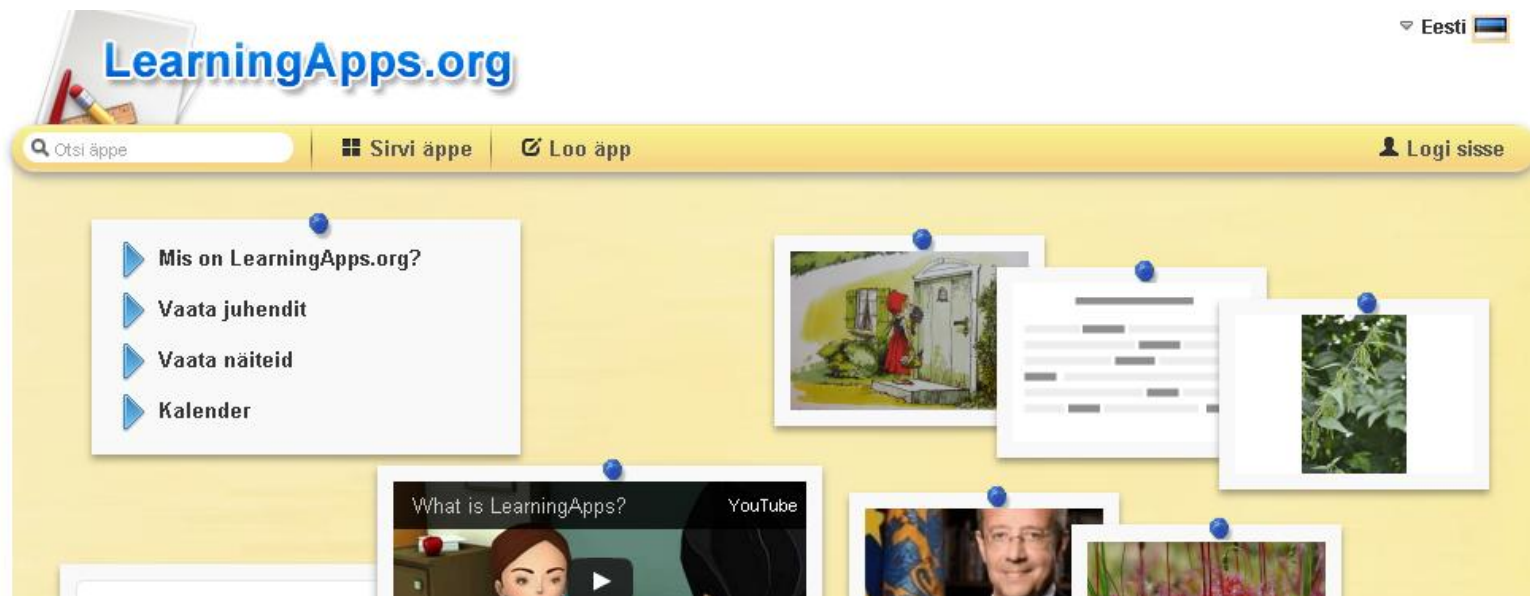 Eesti
LearningApps.org
Otsi äppe
Sirvi äppe
Loo äpp
Logi sisse
Mis on LearningApps.org?
Vaata juhendit
Vaata näiteid
Kalender
What is LearningApps?
YouTube